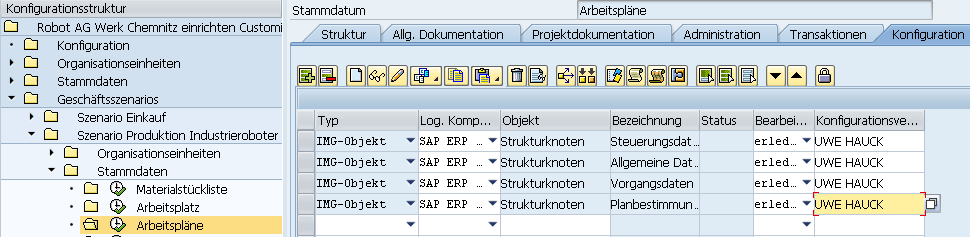 Konfigurationsstruktur
Robot AG Werk Chemnitz einrichten Customi
Konfiguration
Organisationseinheiten
Stammdaten
Geschäftsszenarios
Szenario Einkauf
Szenario Produktion Industrieroboter
Organisationseinheiten
Stammdaten
Materialstückliste
Arbeitsplatz
Arbeitspläne
Stammdatum Arbeitspläne
Struktur Allg. Dokumentation Projektdokumentation Administration Transaktionen Konfiguration
Typ Log. Komp... Objekt Bezeichnung Status Bearbei... Konfigurationsve...
IMG-Objekt SAP ERP ... Strukturknoten Steuerungsdat... erled... UWE HAUCK
IMG-Objekt SAP ERP ... Strukturknoten Allgemeine Dat... erled... UWE HAUCK
IMG-Objekt SAP ERP ... Strukturknoten Vorgangsdaten erled... UWE HAUCK
IMG-Objekt SAP ERP ... Strukturknoten Planbestimmun... erled... UWE HAUCK